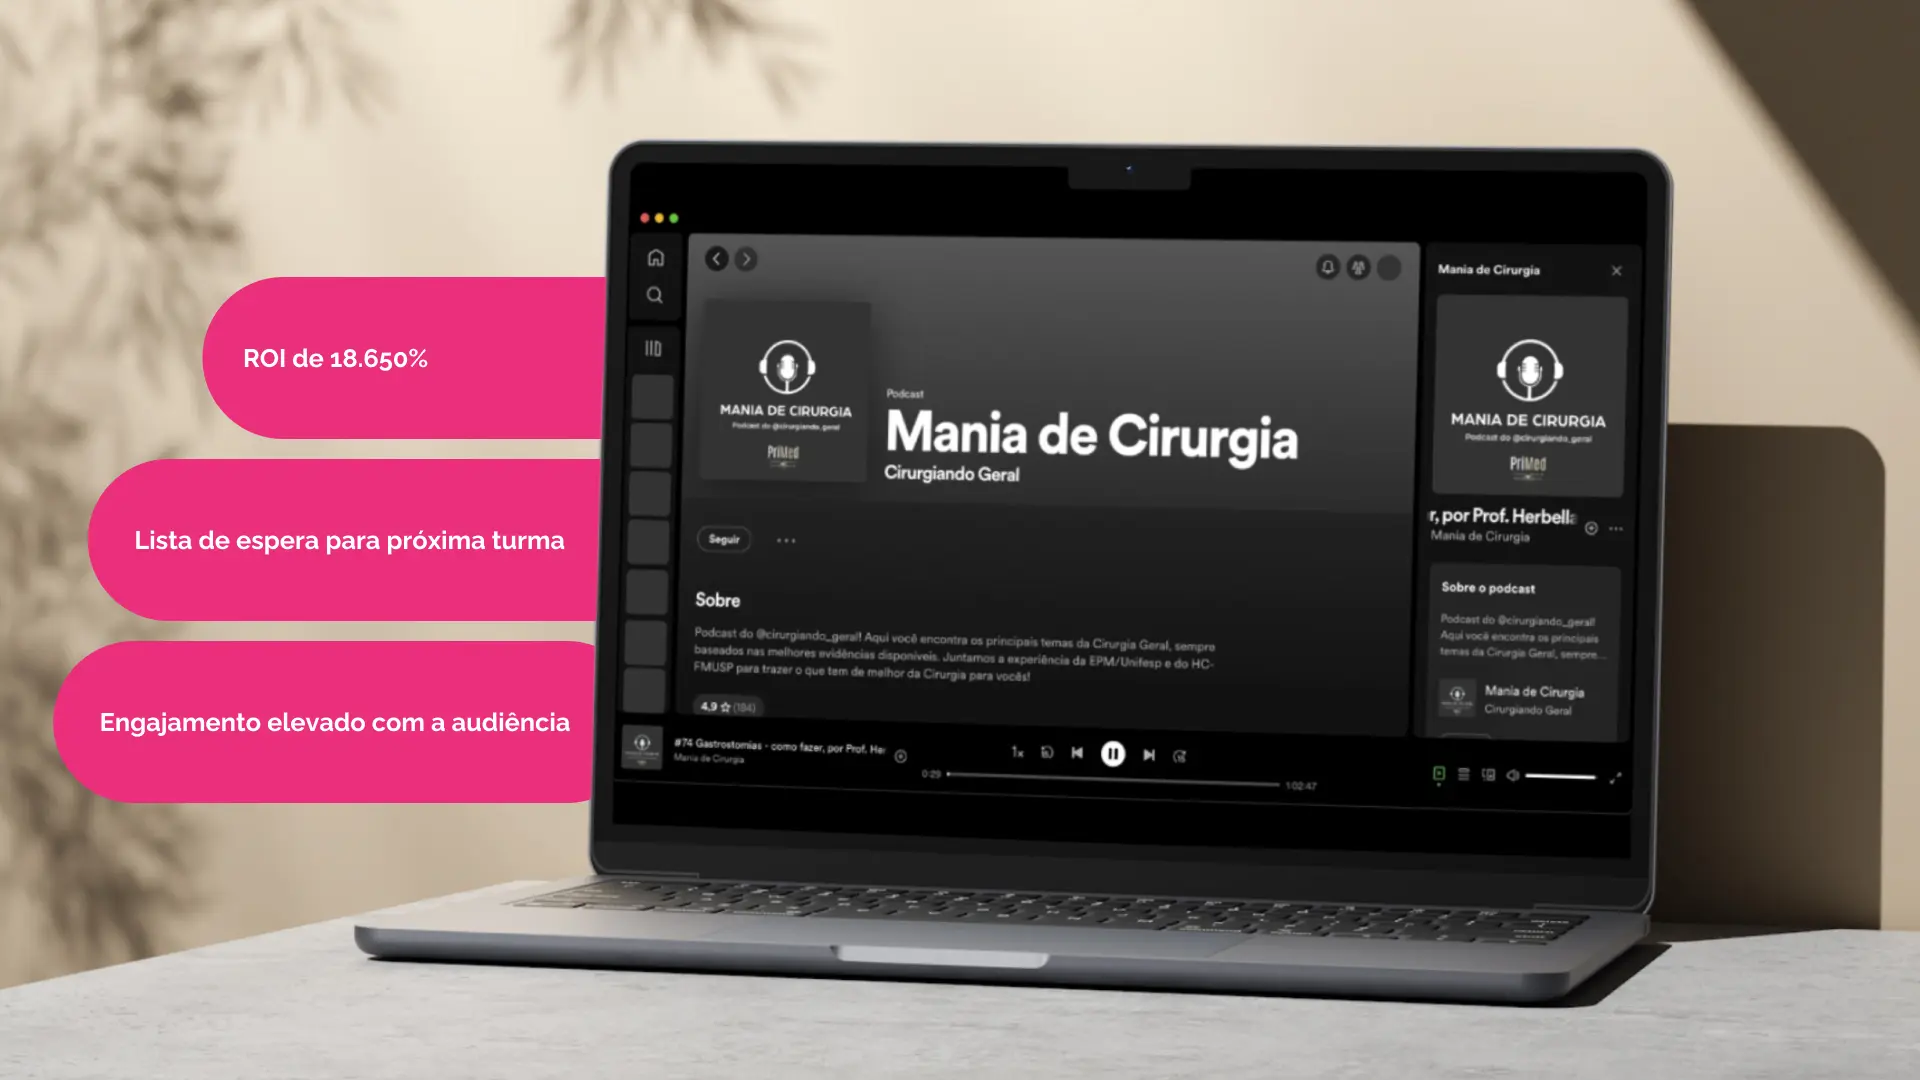 ROI de 18.650%
Lista de espera para próxima turma
Engajamento elevado com a audiência
MANIA DE CIRURGIA
Podcast do @cirurgiando_geral
PriMed
Podcast
Mania de Cirurgia
Cirurgiando Geral
Seguir
Sobre
Podcast do @cirurgiando_geral! Aqui você encontra os principais temas da Cirurgia Geral, sempre
baseados nas melhores evidências disponíveis. Juntamos a experiência da EPM/Unifesp e do HC-
FMUSP para trazer o que tem de melhor da Cirurgia para vocês!
4,9 ☆ (184)
Mania de Cirurgia
MANIA DE CIRURGIA
Podcast do @cirurgiando_geral
PriMed
r, por Prof. Herbella
Mania de Cirurgia
Sobre o podcast
Podcast do @cirurgiando_geral!
Aqui você encontra os principais
temas da Cirurgia Geral, sempre...
Mania de Cirurgia
Cirurgiando Geral
#74 Gastrostomias - como fazer, por Prof. Her
Mania de Cirurgia
1x
0:29
1:02:47